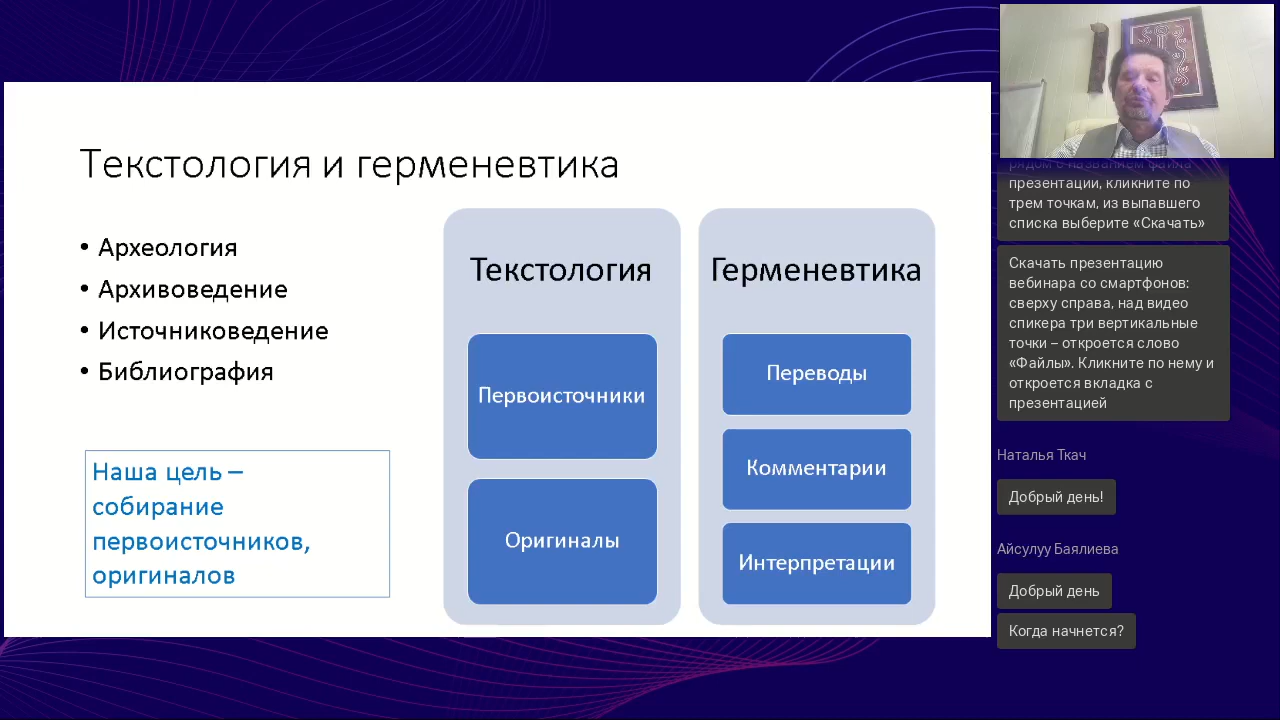 Текстология и герменевтика
• Археология
• Архивоведение
• Источниковедение
• Библиография
Наша цель –
собирание
первоисточников,
оригиналов
Текстология
Первоисточники
Оригиналы
Герменевтика
Переводы
Комментарии
Интерпретации
рядом с названием файла
презентации, кликните по
трем точкам, из выпавшего
списка выберите «Скачать»
Скачать презентацию
вебинара со смартфонов:
сверху справа, над видео
спикера три вертикальные
точки – откроется слово
«Файлы». Кликните по нему и
откроется вкладка с
презентацией
Наталья Ткач
Добрый день!
Айсулуу Баялиева
Добрый день
Когда начнется?